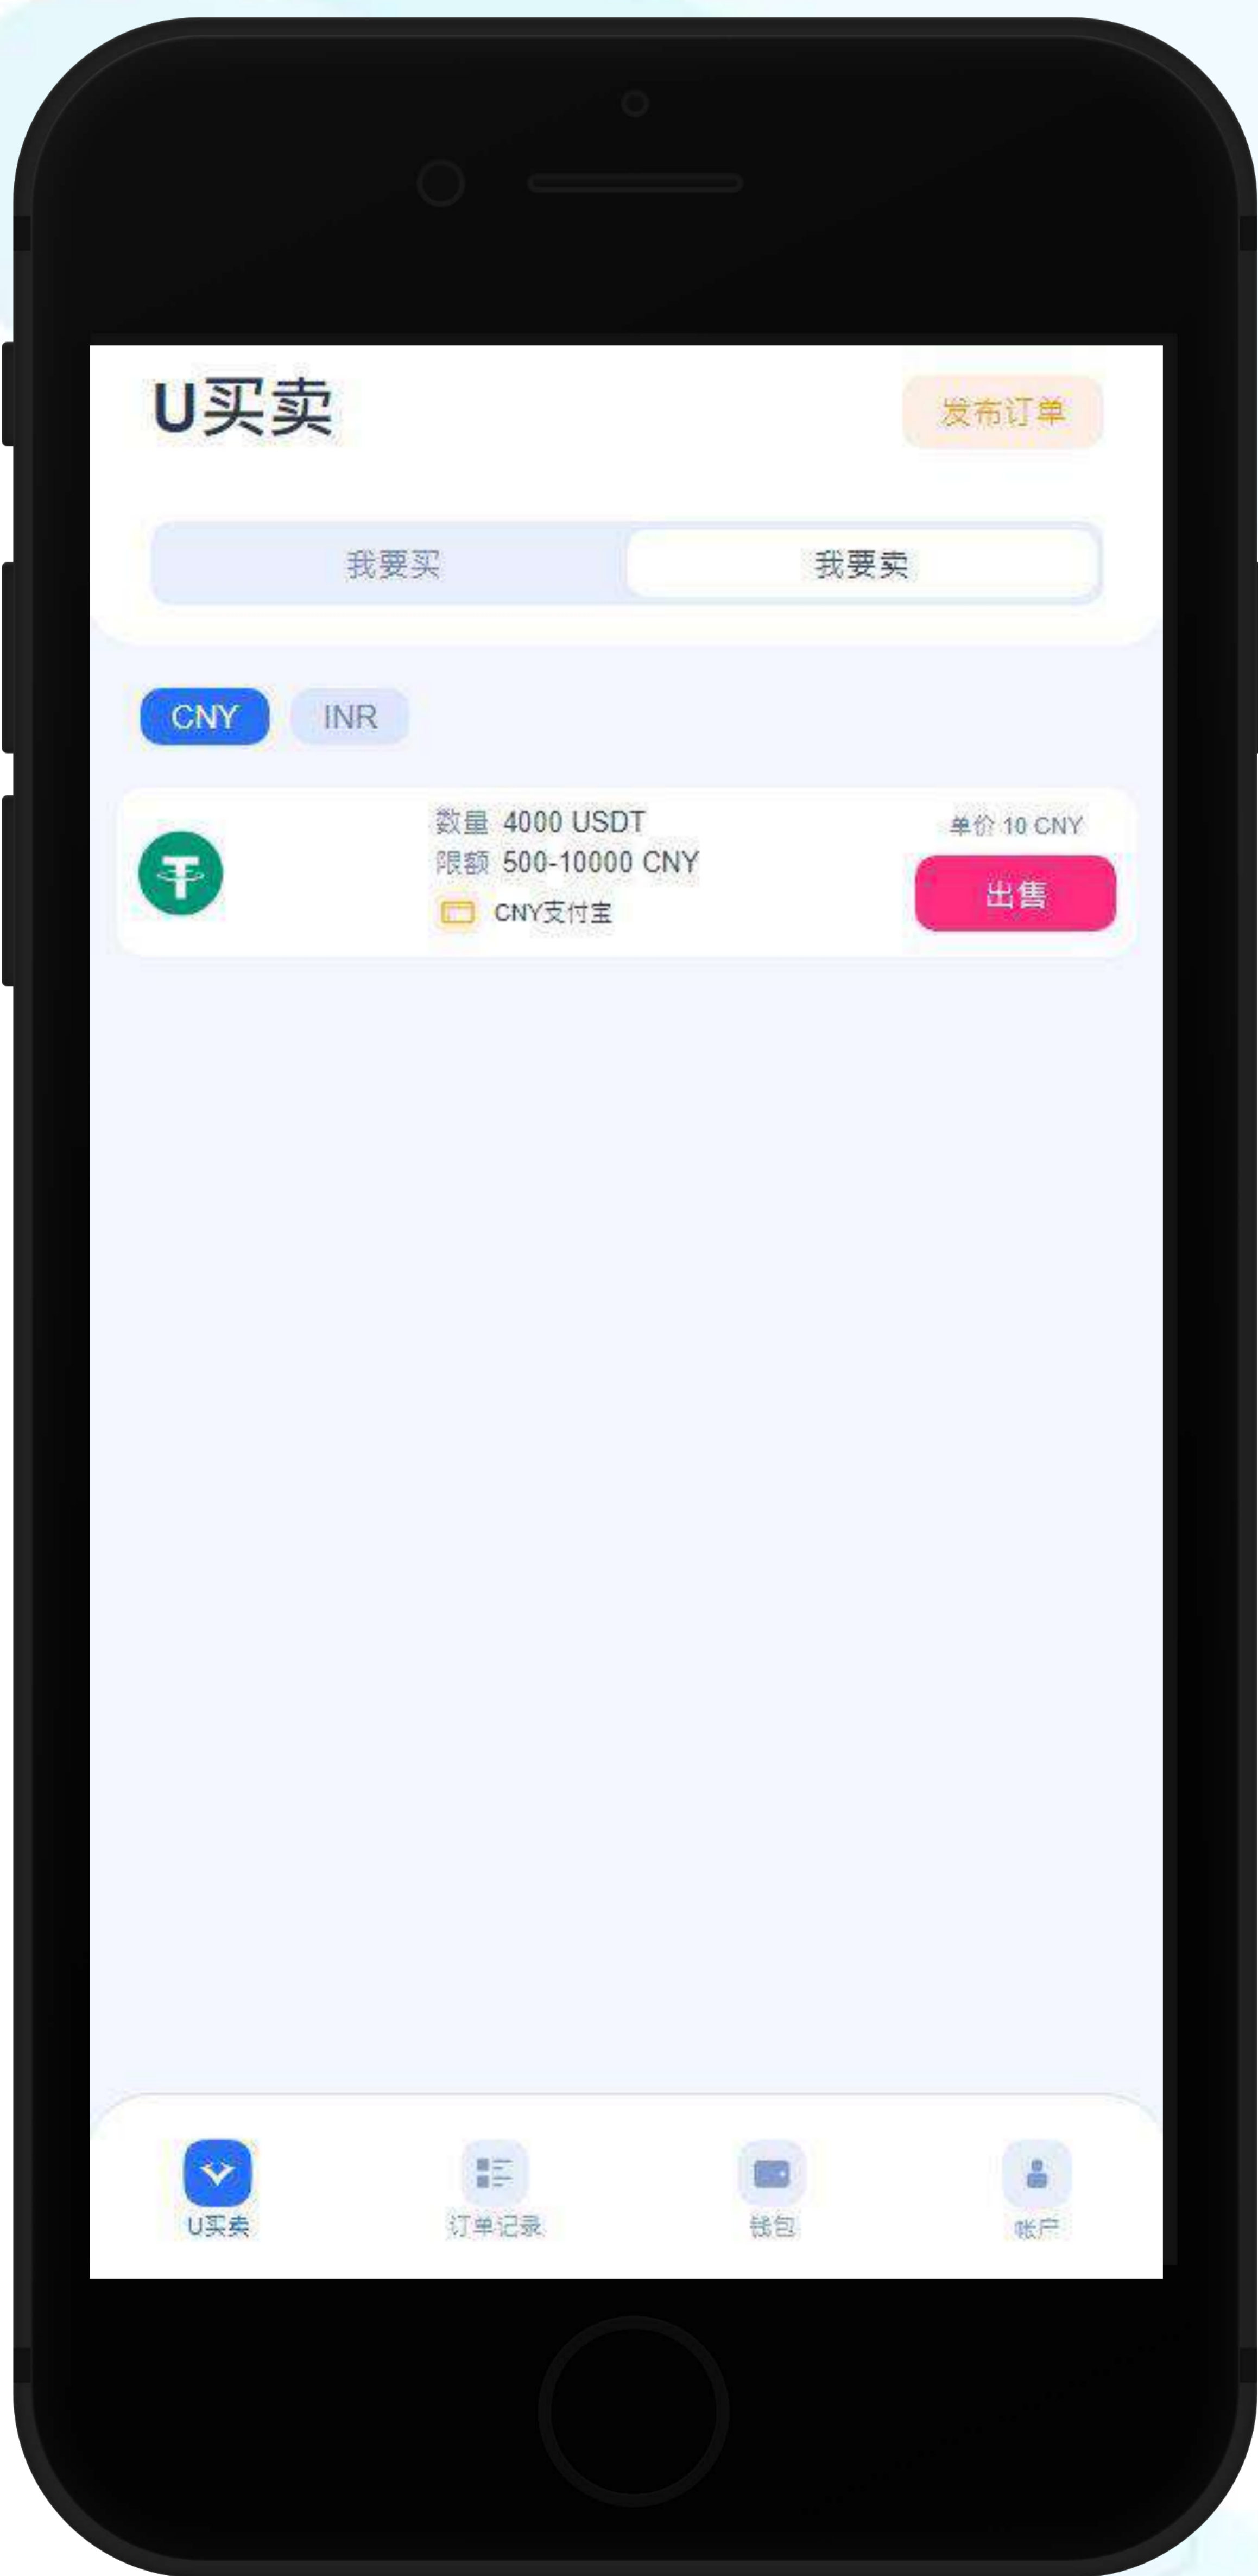 U买卖
发布订单
我要买
我要卖
CNY
INR
数量 4000 USDT
单价 10 CNY
限额 500-10000 CNY
出售
CNY支付宝
U买卖
订单记录
钱包
帐户